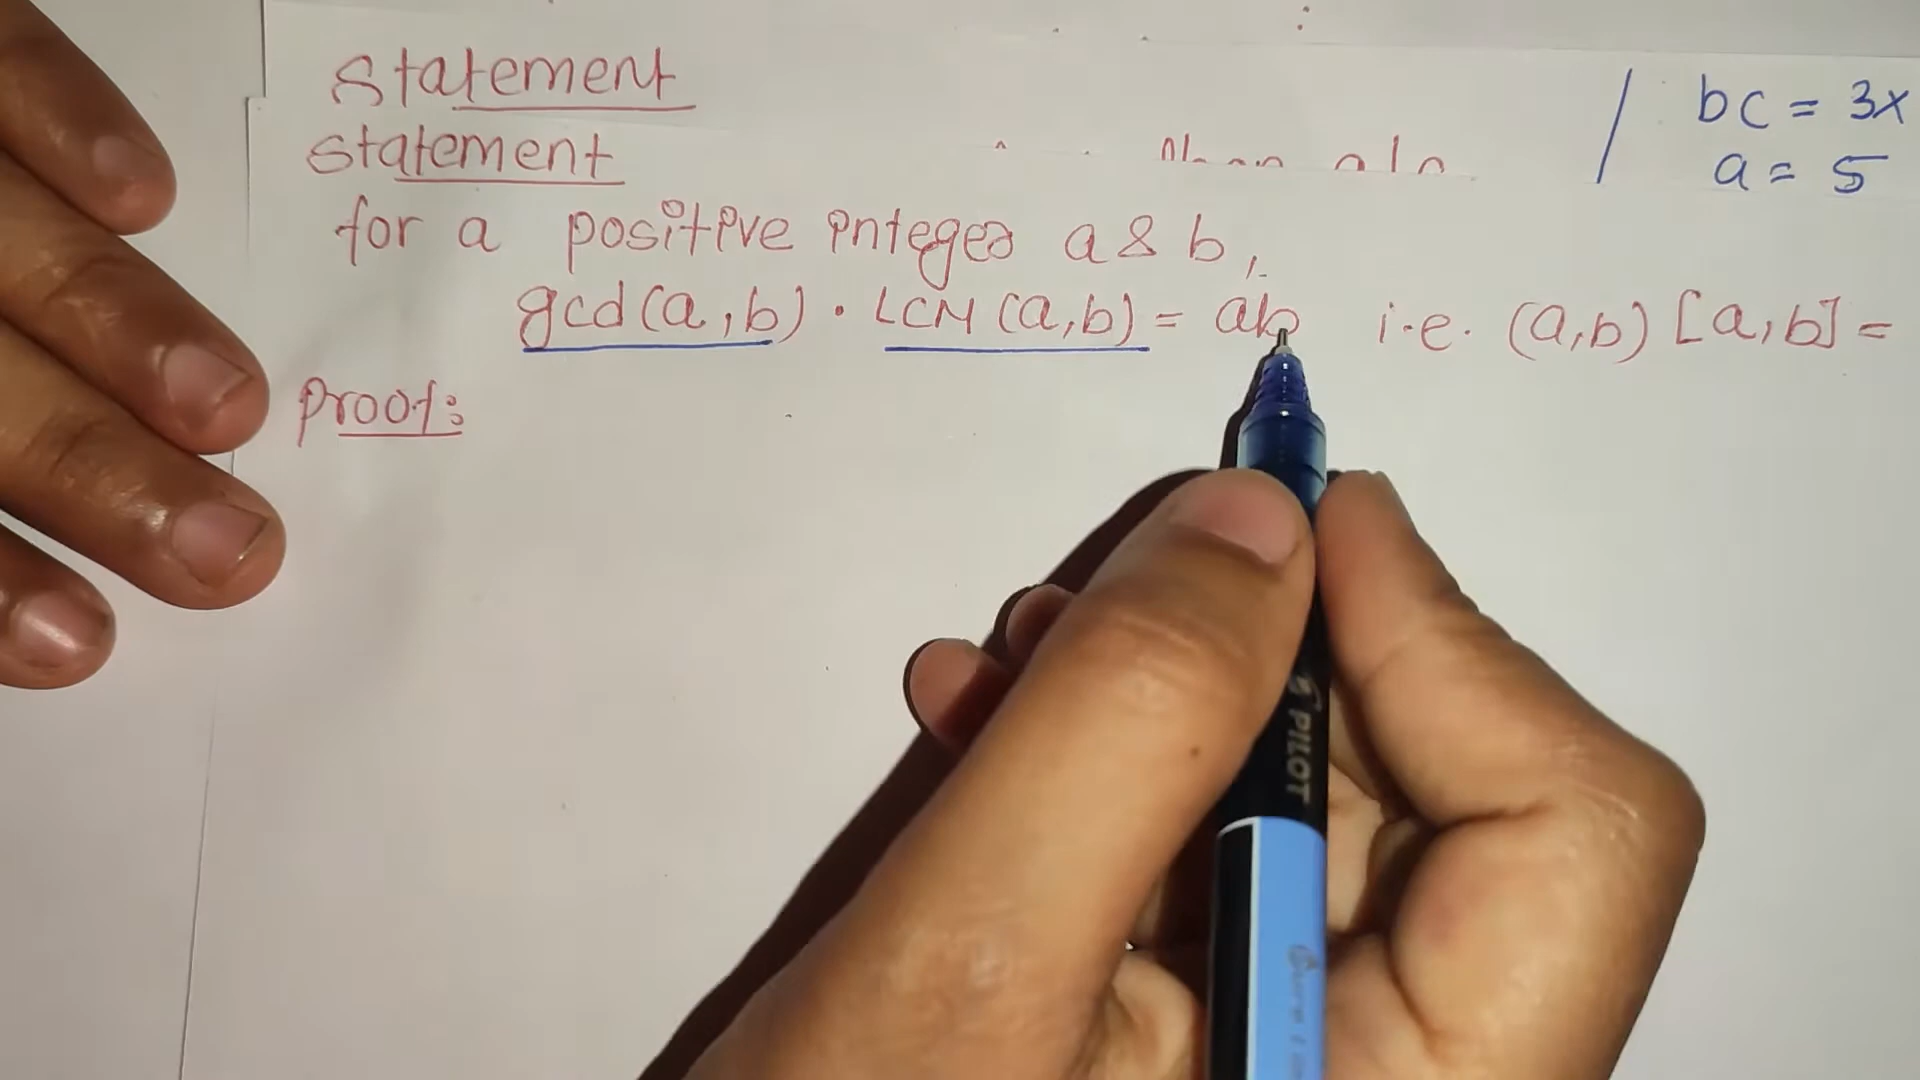 Statement
Statement
for a positive integer a & b,
gcd(a,b) · LCM (a,b) = ab i.e. (a,b) [a,b] =
Proof:
bc = 3x
a = 5
PILOT